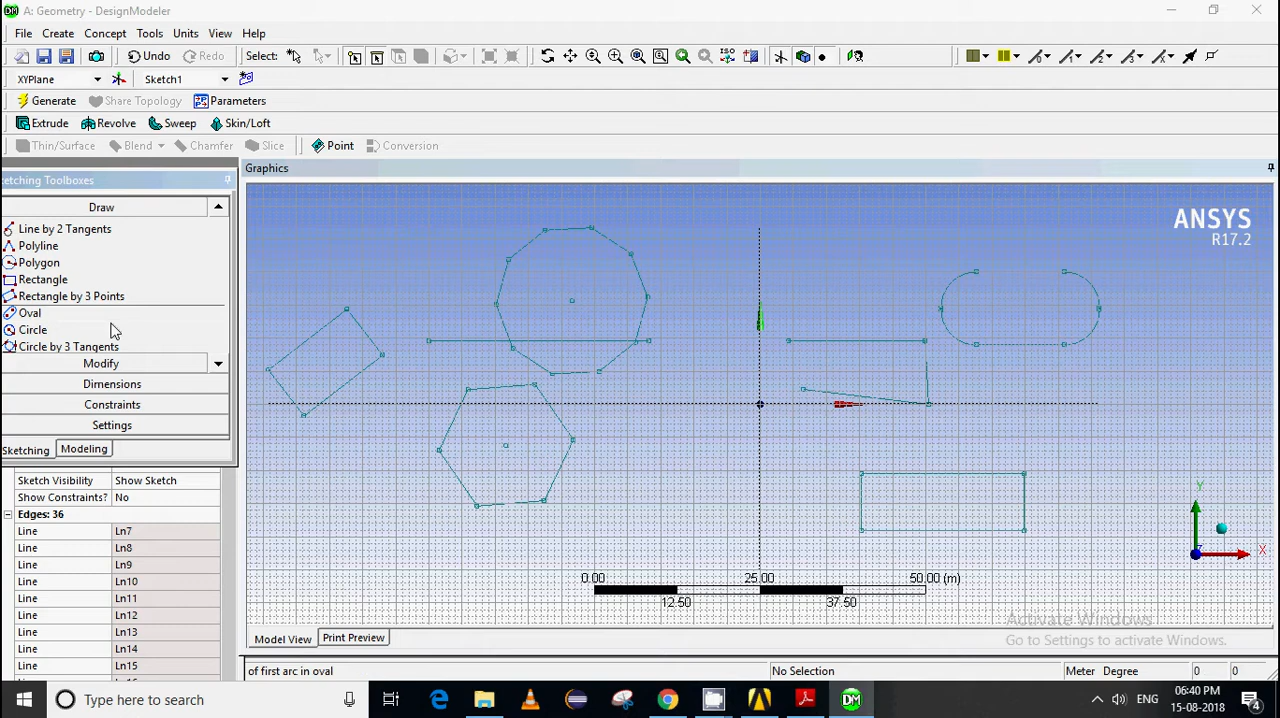 A: Geometry - DesignModeler
File Create Concept Tools Units View Help
Undo Redo Select:
XYPlane Sketch1
Generate Share Topology Parameters
Extrude Revolve Sweep Skin/Loft
Thin/Surface Blend Chamfer Slice Point Conversion
etching Toolboxes
Draw
Line by 2 Tangents
Polyline
Polygon
Rectangle
Rectangle by 3 Points
Oval
Circle
Circle by 3 Tangents
Modify
Dimensions
Constraints
Settings
Sketching Modeling
Sketch Visibility Show Sketch
Show Constraints? No
Edges: 36
Line Ln7
Line Ln8
Line Ln9
Line Ln10
Line Ln11
Line Ln12
Line Ln13
Line Ln14
Line Ln15
Graphics
ANSYS
R17.2
0.00 25.00 50.00 (m)
12.50 37.50
Y
X
Activate Windows
Go to Settings to activate Windows.
Model View Print Preview
of first arc in oval No Selection Meter Degree 0 0
Type here to search
ENG
06:40 PM
15-08-2018
4